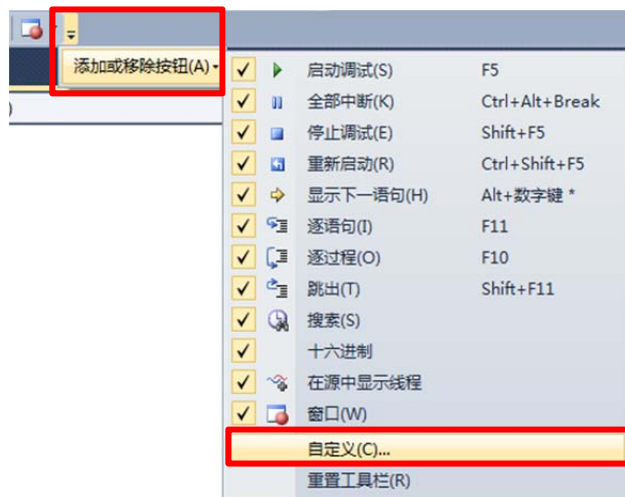 添加或移除按钮(A)
启动调试(S) F5
全部中断(K) Ctrl+Alt+Break
停止调试(E) Shift+F5
重新启动(R) Ctrl+Shift+F5
显示下一语句(H) Alt+数字键 *
逐语句(I) F11
逐过程(O) F10
跳出(T) Shift+F11
搜索(S)
十六进制
在源中显示线程
窗口(W)
自定义(C)...
重置工具栏(R)